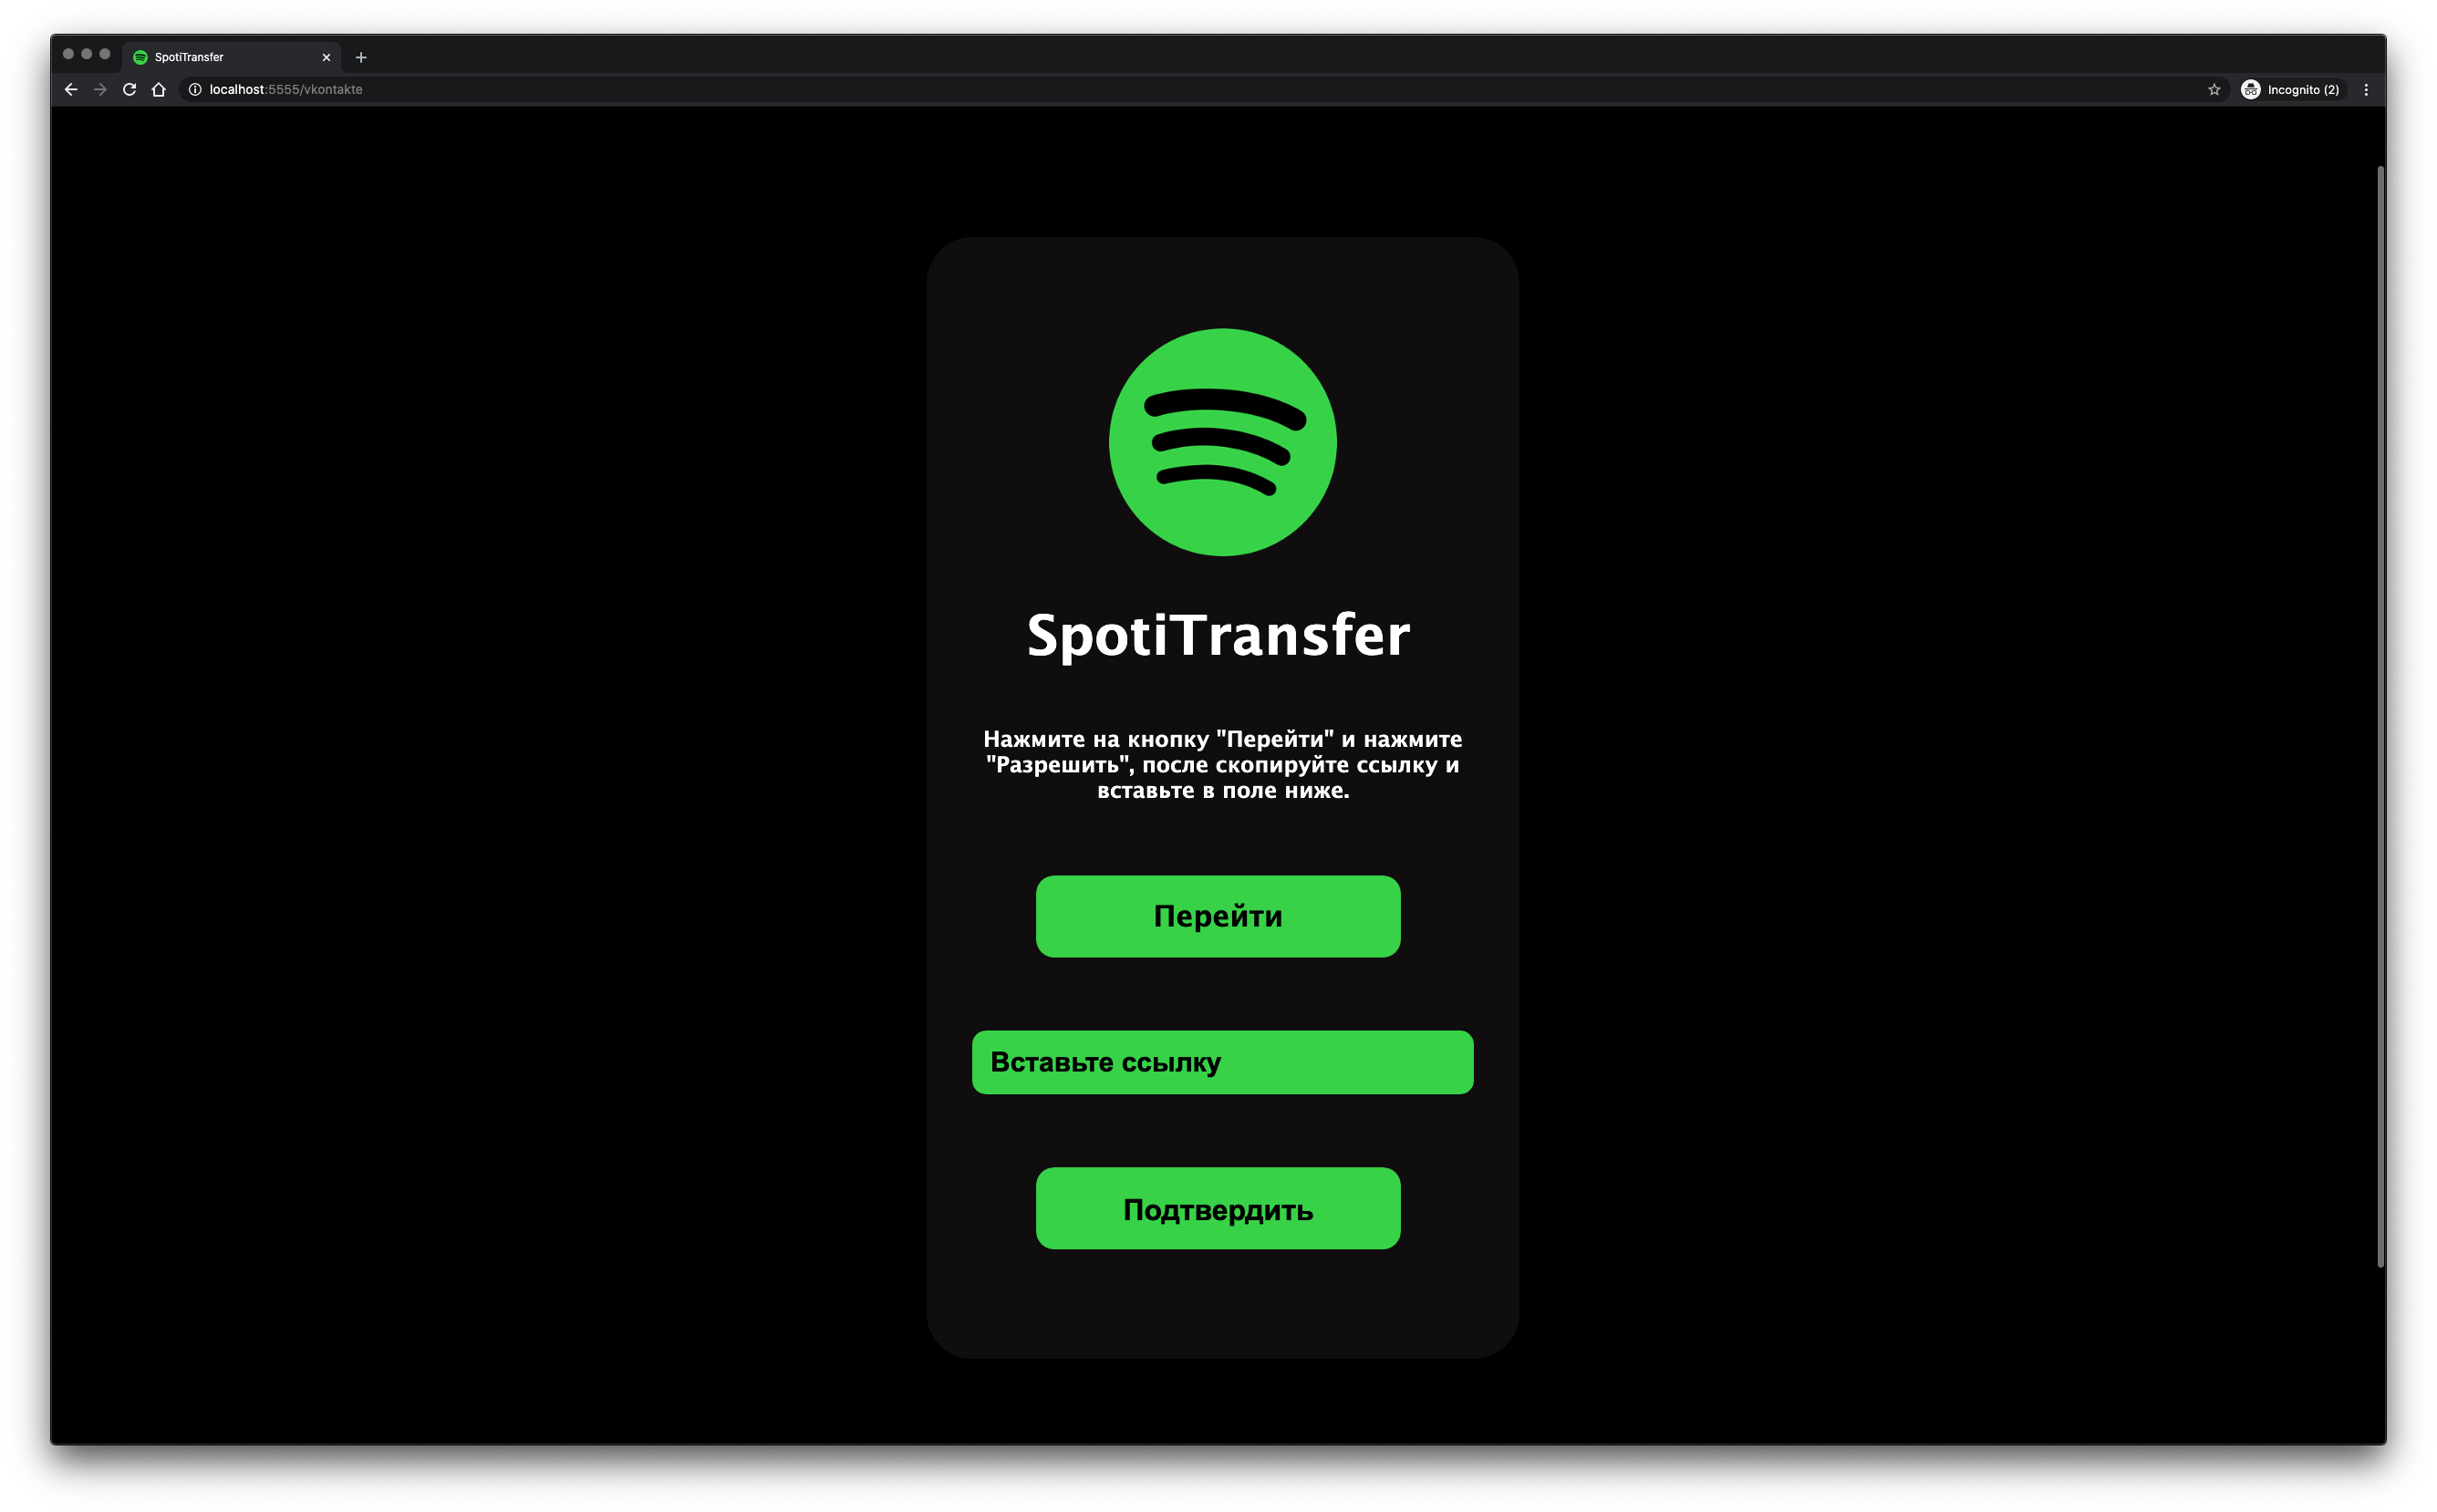 SpotiTransfer
localhost:5555/vkontakte
Incognito (2)
SpotiTransfer
Нажмите на кнопку "Перейти" и нажмите
"Разрешить", после скопируйте ссылку и
вставьте в поле ниже.
Перейти
Вставьте ссылку
Подтвердить